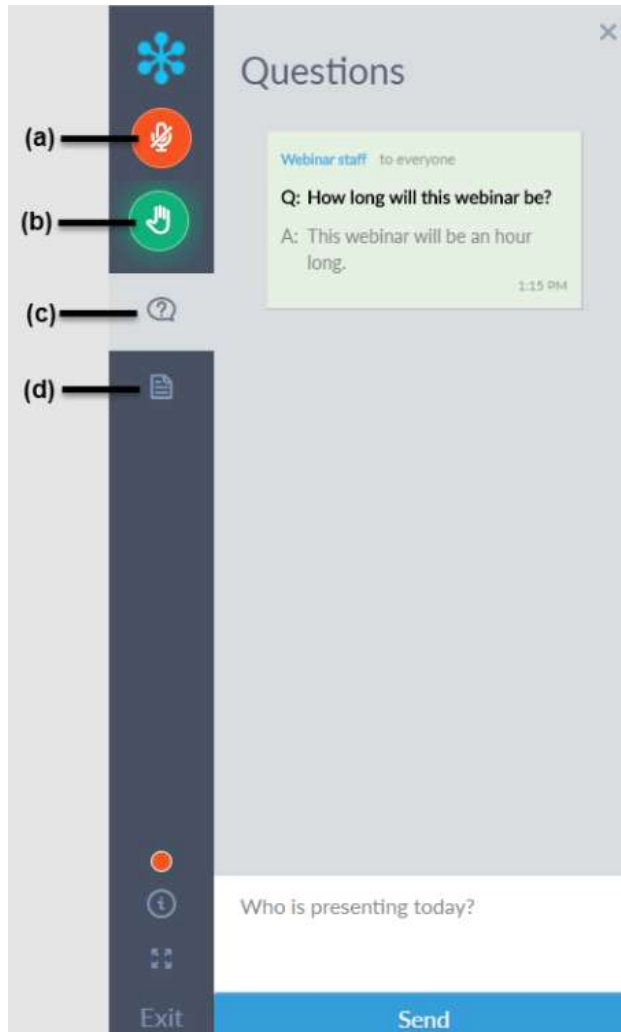 Questions
(a)
Webinar staff to everyone
(b)
Q: How long will this webinar be?
A: This webinar will be an hour
long.
1:15 PM
(c)
(d)
Who is presenting today?
Exit
Send